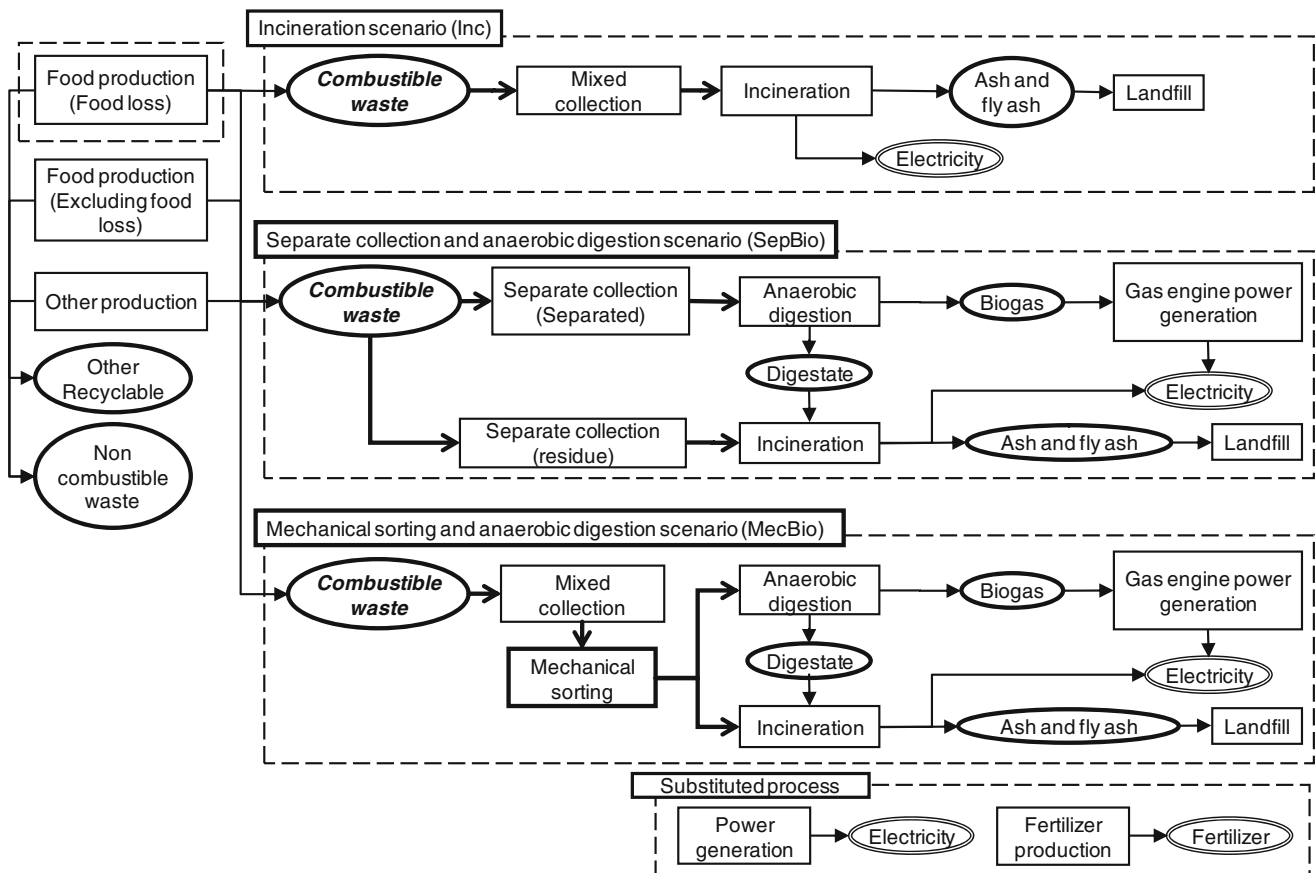 Incineration scenario (Inc)
Food production
(Food loss)
Combustible
waste
Mixed
collection
Incineration
Ash and
fly ash
Landfill
Electricity
Food production
(Excluding food
loss)
Other production
Other
Recyclable
Non
combustible
waste
Separate collection and anaerobic digestion scenario (SepBio)
Combustible
waste
Separate collection
(Separated)
Anaerobic
digestion
Biogas
Gas engine power
generation
Digestate
Electricity
Separate collection
(residue)
Incineration
Ash and fly ash
Landfill
Mechanical sorting and anaerobic digestion scenario (MecBio)
Combustible
waste
Mixed
collection
Anaerobic
digestion
Biogas
Gas engine power
generation
Mechanical
sorting
Digestate
Electricity
Incineration
Ash and fly ash
Landfill
Substituted process
Power
generation
Electricity
Fertilizer
production
Fertilizer